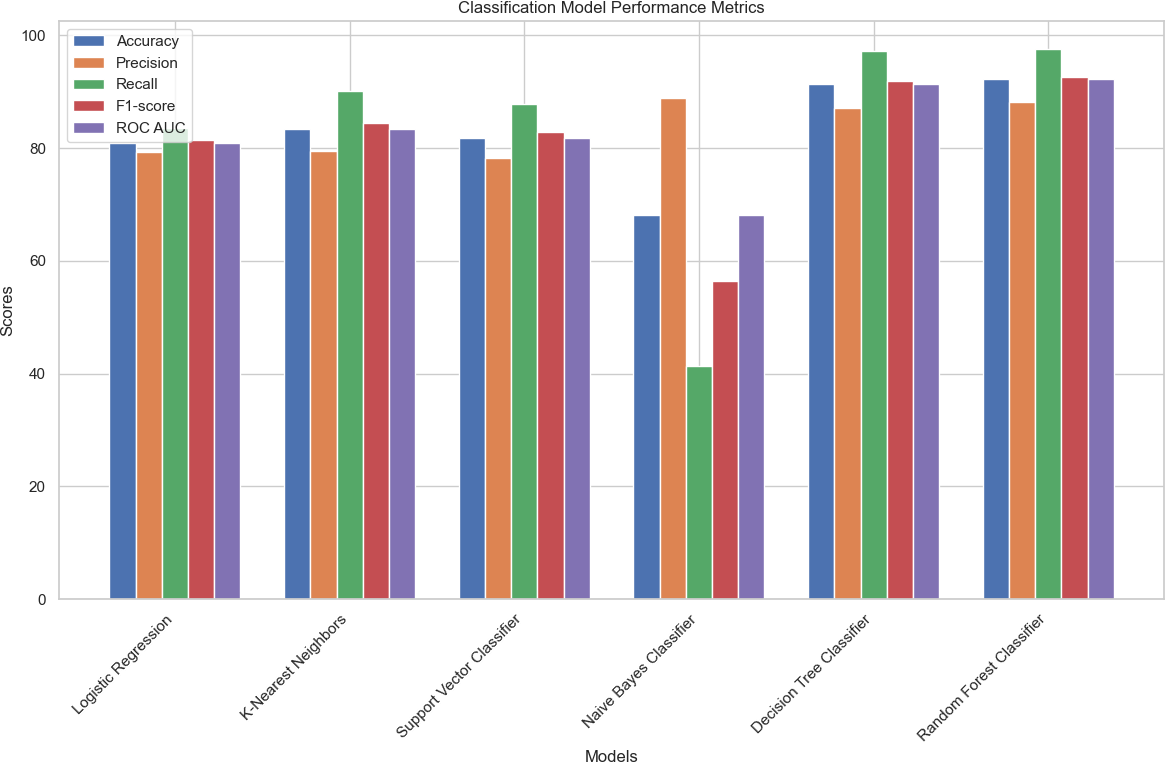 Classification Model Performance Metrics
100
80
60
40
20
0
Scores
Accuracy
Precision
Recall
F1-score
ROC AUC
Logistic Regression
K-Nearest Neighbors
Support Vector Classifier
Naive Bayes Classifier
Decision Tree Classifier
Random Forest Classifier
Models